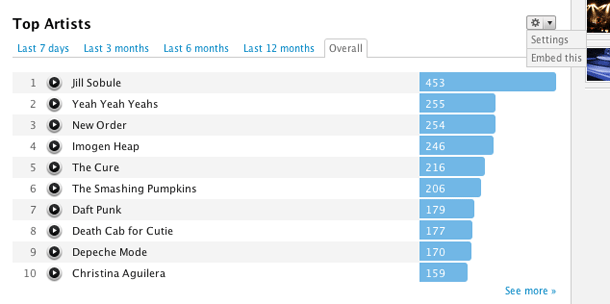 Top Artists
Settings
Embed this
Last 7 days Last 3 months Last 6 months Last 12 months Overall
1 Jill Sobule 453
2 Yeah Yeah Yeahs 255
3 New Order 254
4 Imogen Heap 246
5 The Cure 216
6 The Smashing Pumpkins 206
7 Daft Punk 179
8 Death Cab for Cutie 177
9 Depeche Mode 170
10 Christina Aguilera 159
See more »